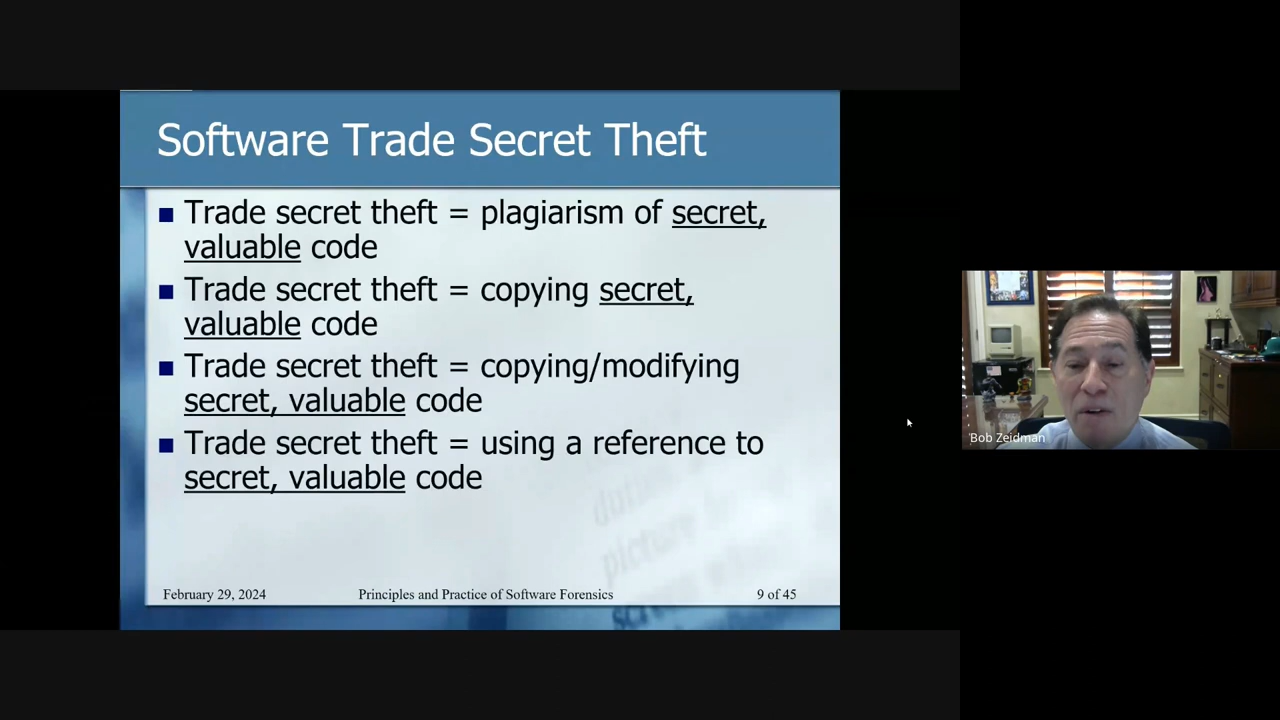 Software Trade Secret Theft
■ Trade secret theft = plagiarism of secret,
valuable code
■ Trade secret theft = copying secret,
valuable code
■ Trade secret theft = copying/modifying
secret, valuable code
■ Trade secret theft = using a reference to
secret, valuable code
picture
February 29, 2024 Principles and Practice of Software Forensics 9 of 45
Bob Zeidman